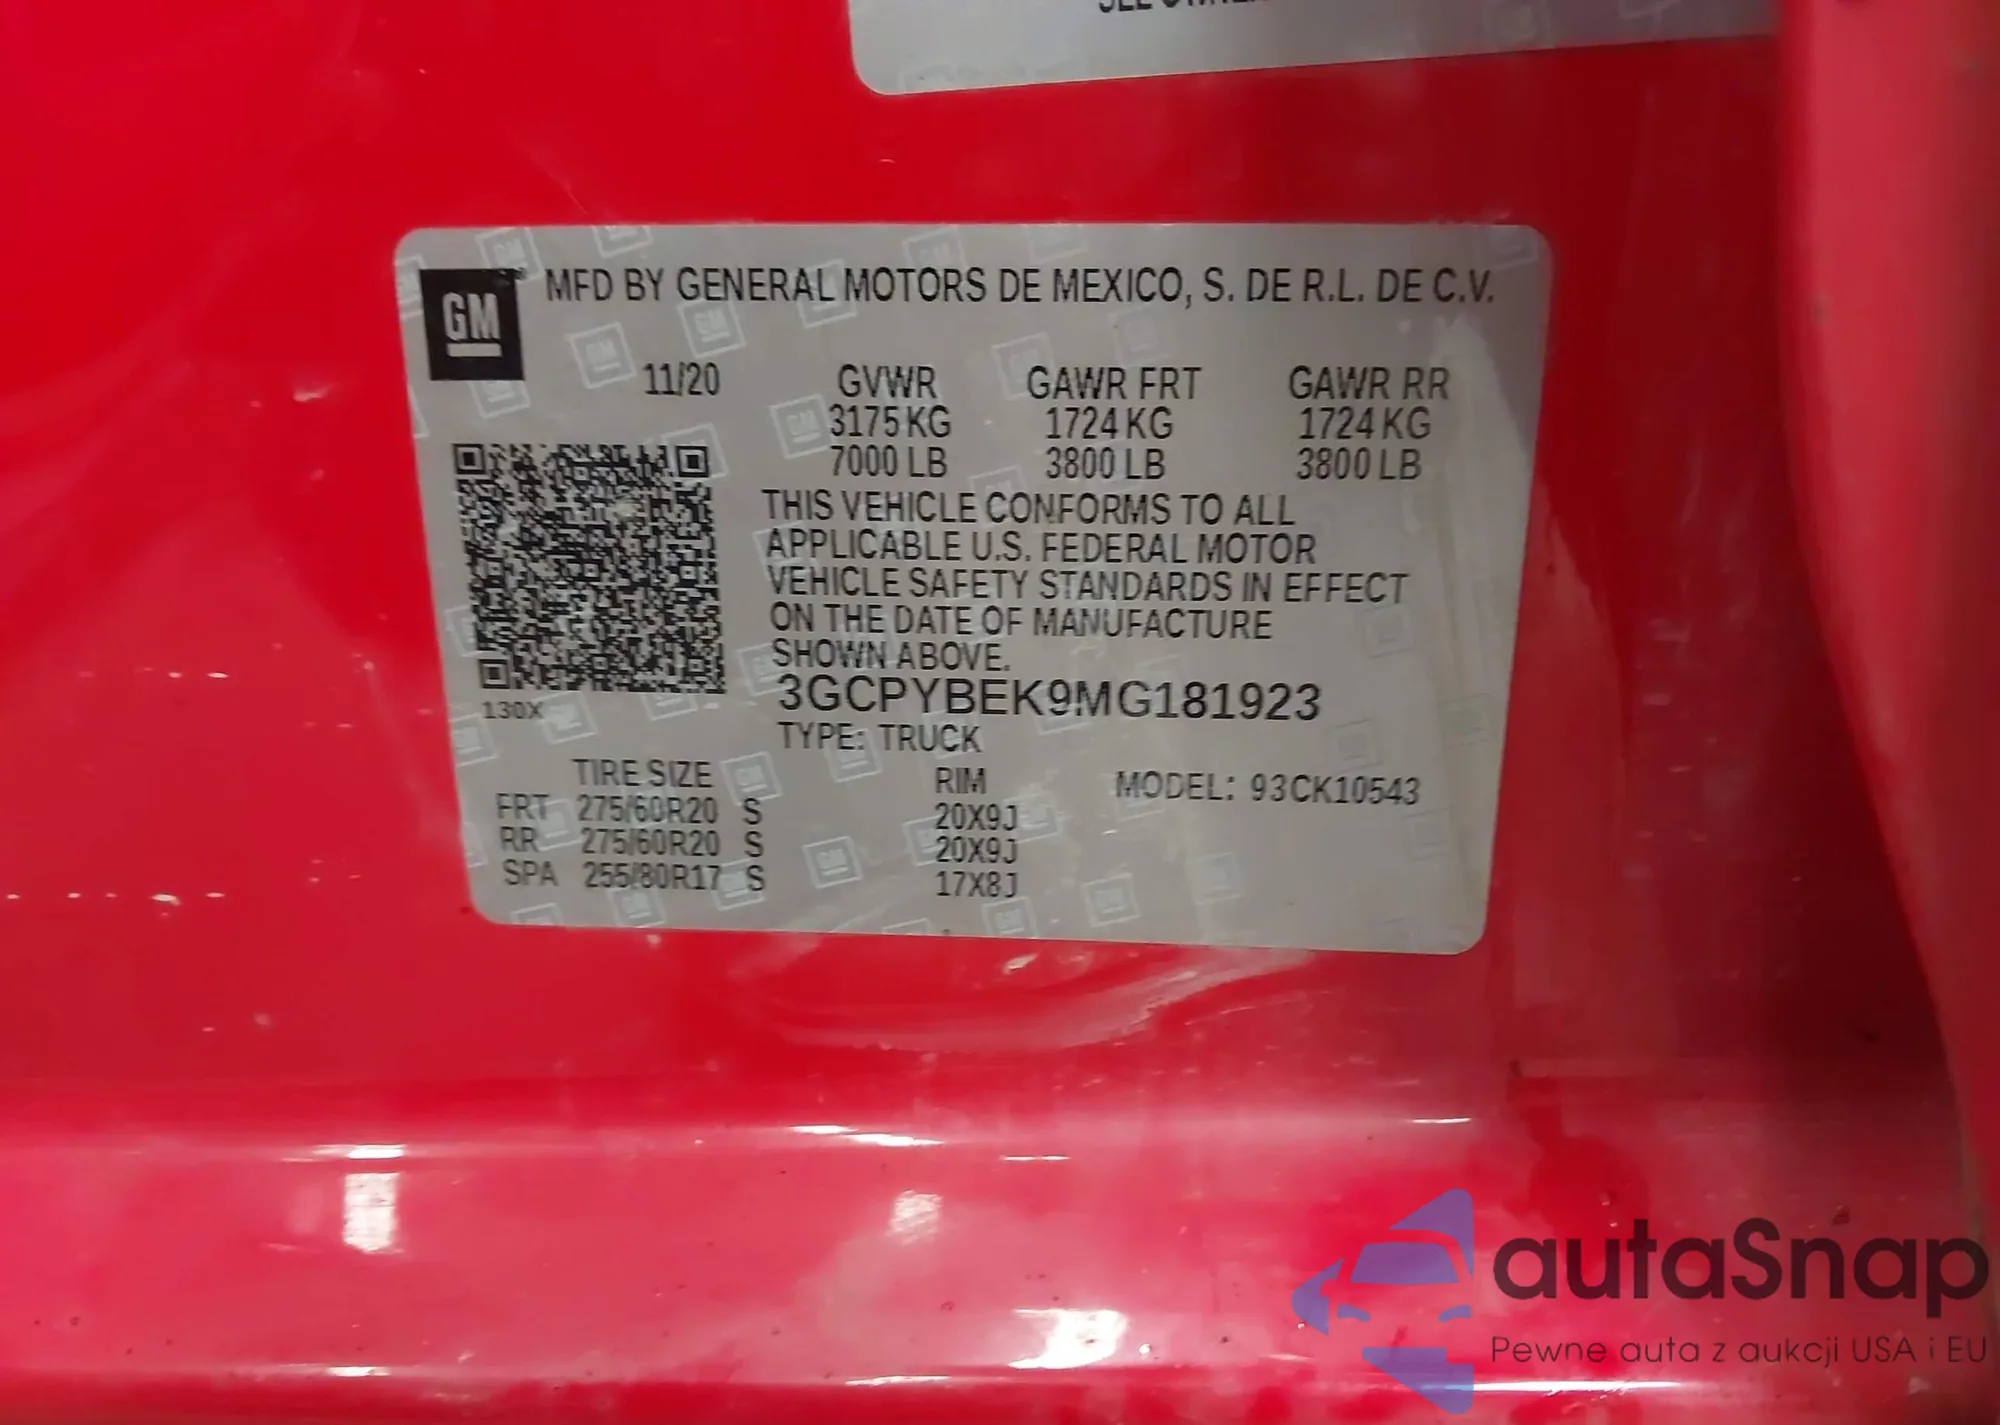 MFD BY GENERAL MOTORS DE MEXICO, S. DE R.L. DE C.V.
GM
11/20 GVWR GAWR FRT GAWR RR
3175 KG 1724 KG 1724 KG
7000 LB 3800 LB 3800 LB
THIS VEHICLE CONFORMS TO ALL
APPLICABLE U.S. FEDERAL MOTOR
VEHICLE SAFETY STANDARDS IN EFFECT
ON THE DATE OF MANUFACTURE
SHOWN ABOVE.
3GCPYBEK9MG181923
130X
TYPE: TRUCK
TIRE SIZE RIM MODEL: 93CK10543
FRT 275/60R20 S 20X9J
RR 275/60R20 S 20X9J
SPA 255/80R17 S 17X8J
autaSnap
Pewne auta z aukcji USA i EU